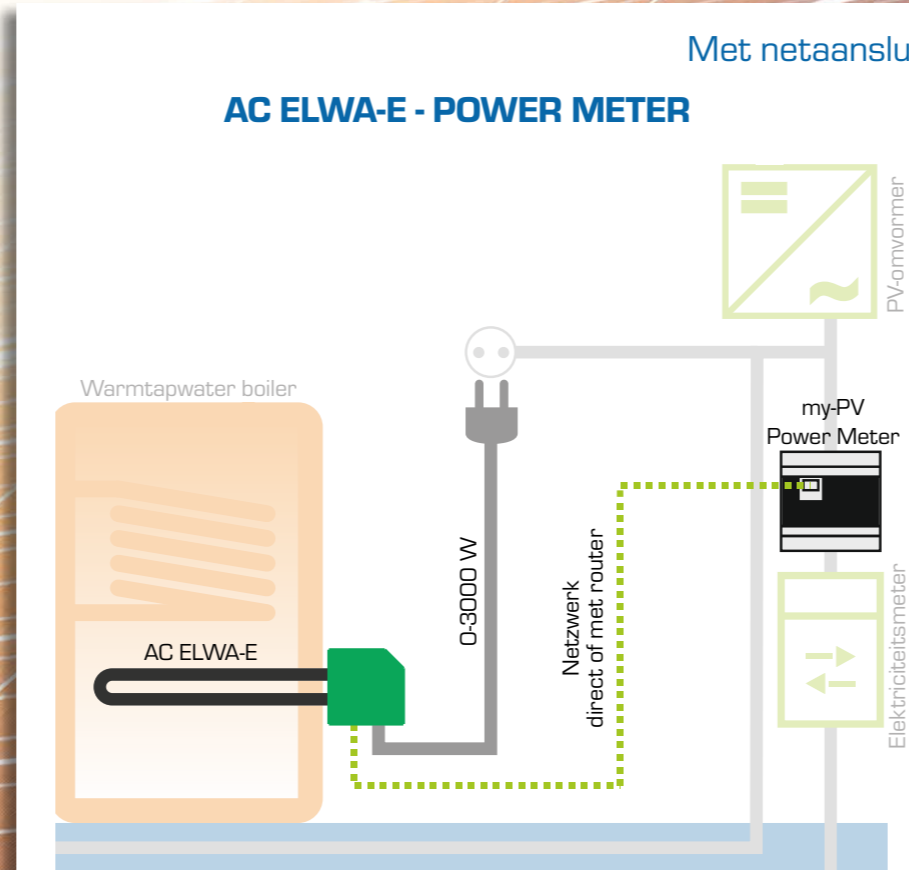 Met netaanslu
AC ELWA-E - POWER METER
PV-omvormer
Warmtapwater boiler
my-PV
Power Meter
0-3000 W
Netzwerk
direct of met router
AC ELWA-E
Elektriciteitsmeter